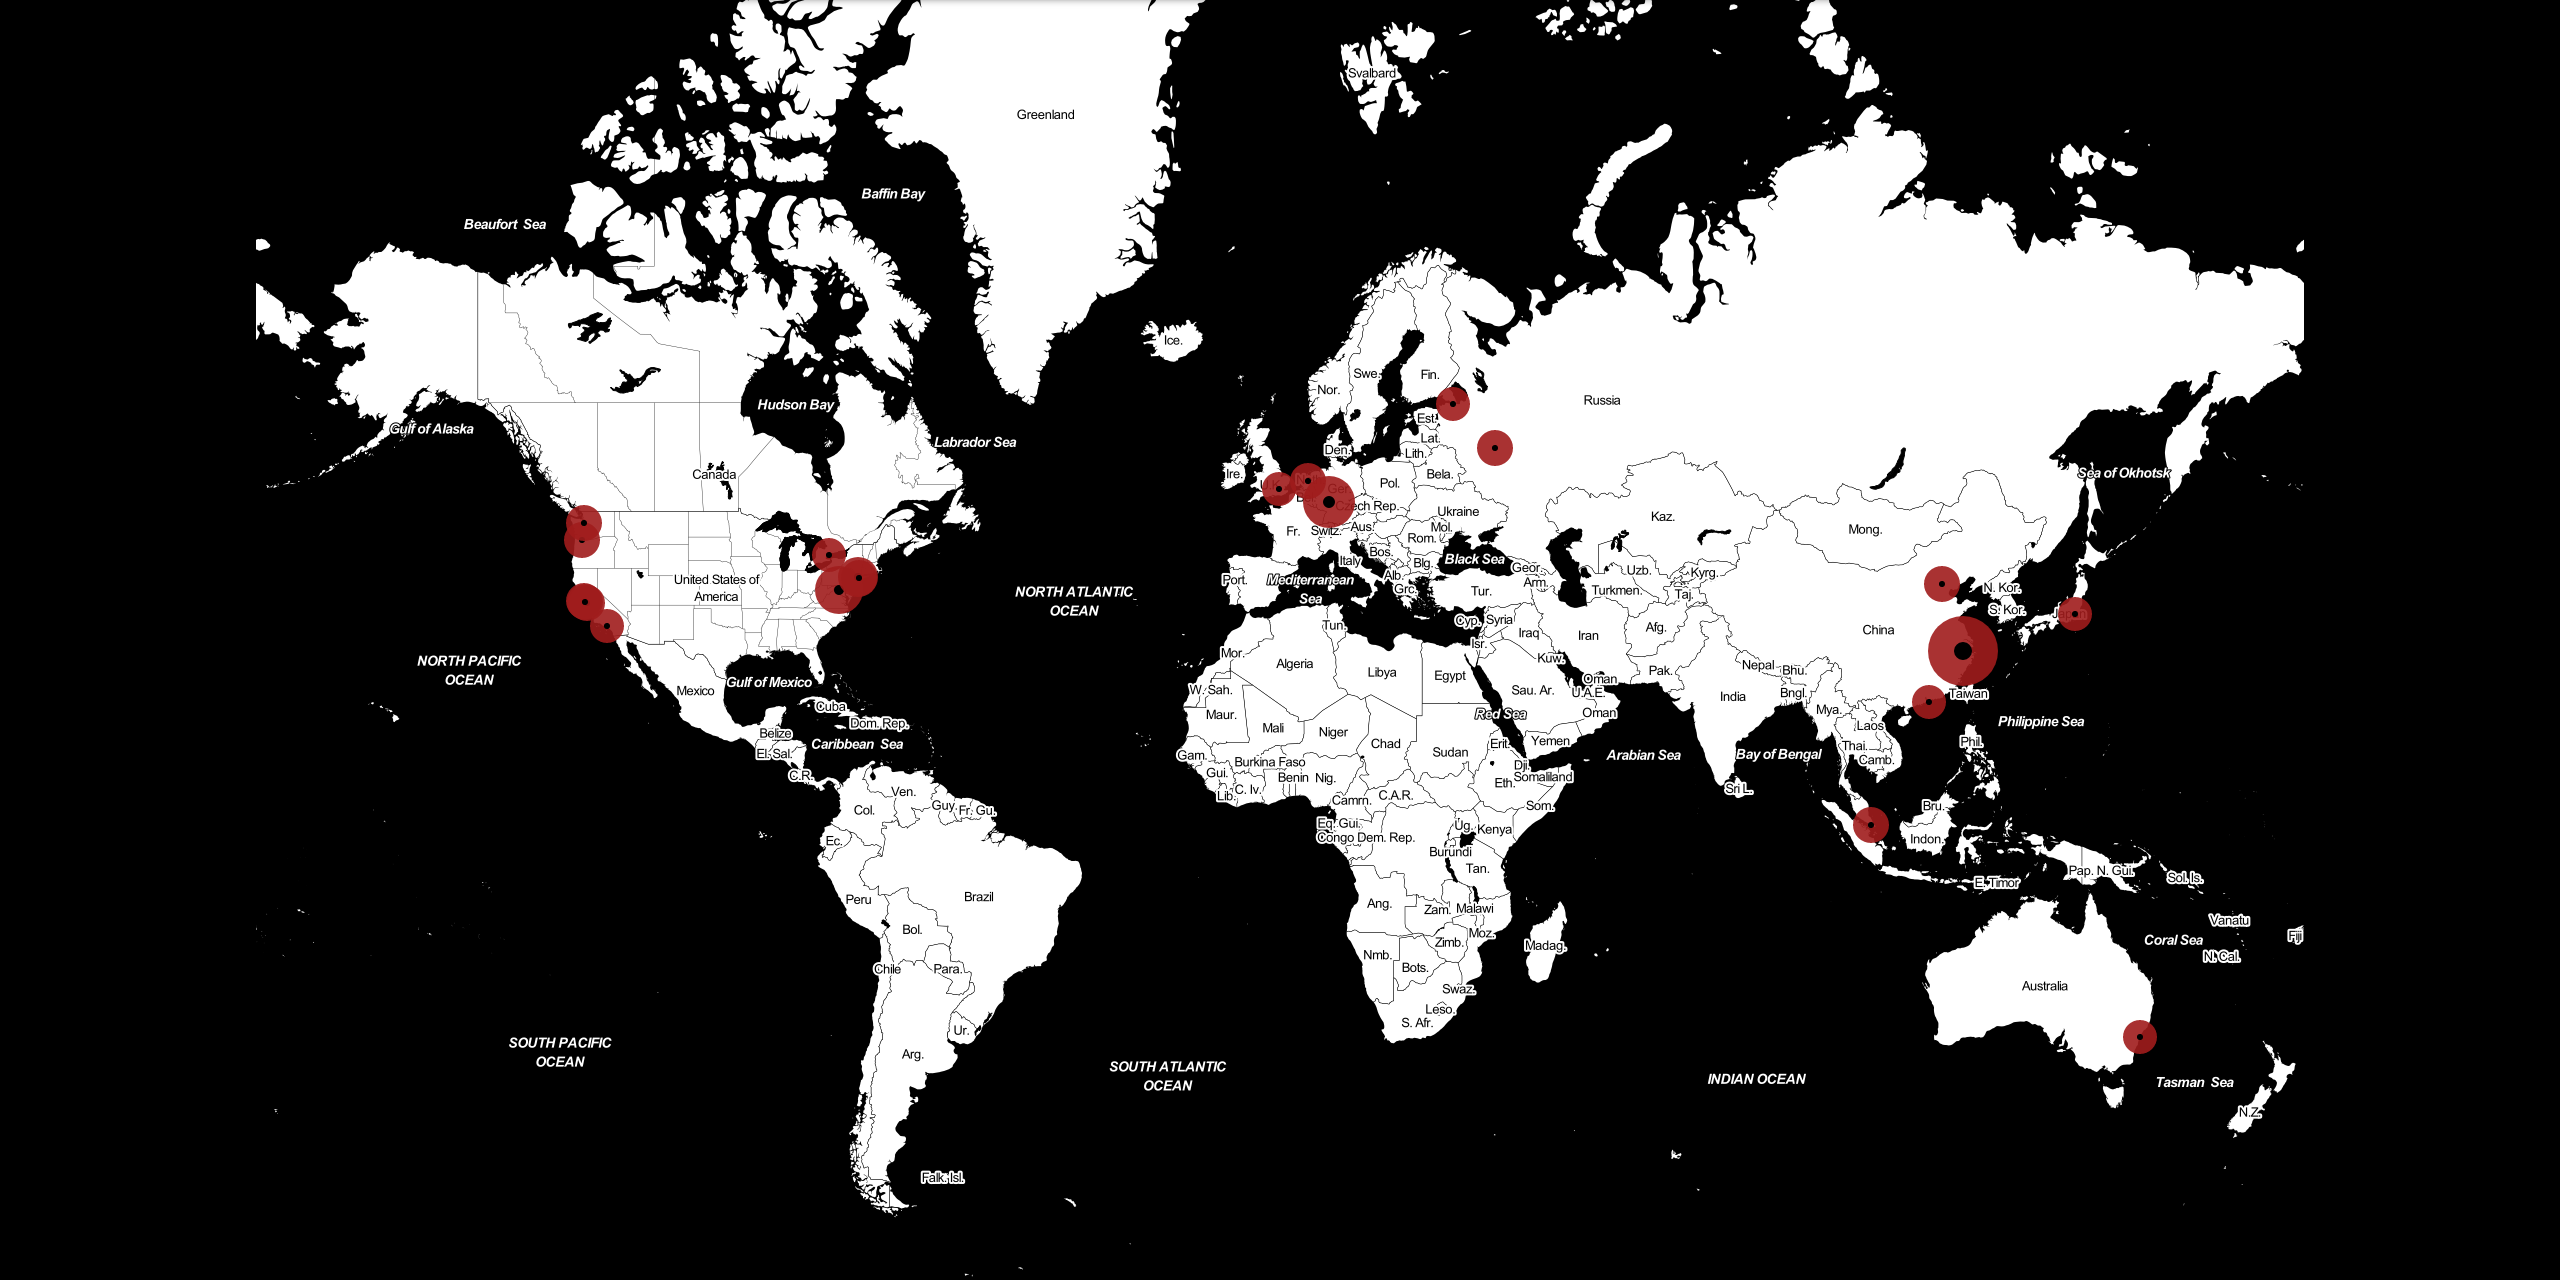 Svalbard
Greenland
Baffin Bay
Beaufort Sea
Ice.
Swe.
Fin.
Nor.
Russia
Hudson Bay
Gulf of Alaska
Est.
Labrador Sea
Lat.
Den.
Lith.
Canada
Ire.
Bela.
Sea of Okhotsk
Pol.
Ger.
Czech Rep.
Ukraine
Kaz.
Fr.
Switz.
Aus.
Mol.
Mong.
Rom.
Bos.
Italy
Blg.
Black Sea
Geor.
Uzb.
Kyrg.
Alb.
Arm.
Port.
Mediterranean
Sea
Grc.
Tur.
Turkmen.
Taj.
N. Kor.
S. Kor.
Japan
United States of
America
NORTH ATLANTIC
OCEAN
Cyp.
Syria
Tun.
Iraq
Iran
Afg.
China
Isr.
Mor.
Kuw.
Algeria
Libya
Egypt
Pak.
Nepal
Bhu.
NORTH PACIFIC
OCEAN
Gulf of Mexico
Mexico
W. Sah.
Sau. Ar.
Oman
U.A.E.
India
Bngl.
Taiwan
Cuba
Dom. Rep.
Maur.
Mali
Niger
Red Sea
Oman
Mya.
Laos
Philippine Sea
Belize
Caribbean Sea
El. Sal.
C.R.
Chad
Sudan
Erit.
Yemen
Arabian Sea
Bay of Bengal
Thai.
Camb.
Phil.
Gam.
Gui.
Burkina Faso
Benin
Nig.
Dji.
Somaliland
Eth.
Lib.
C. Iv.
Camrn.
C.A.R.
Som.
Sri L.
Ven.
Col.
Guy.
Fr. Gu.
Bru.
Ec.
Eq. Gui.
Congo
Dem. Rep.
Ug.
Kenya
Indon.
Burundi
Tan.
Pap. N. Gui.
Sol. Is.
E. Timor
Peru
Brazil
Ang.
Zam.
Malawi
Vanatu
Bol.
Moz.
Zimb.
Madag.
Coral Sea
Fiji
N. Cal.
Chile
Para.
Nmb.
Bots.
Swaz.
Australia
Leso.
S. Afr.
Ur.
SOUTH PACIFIC
OCEAN
Arg.
SOUTH ATLANTIC
OCEAN
INDIAN OCEAN
Tasman Sea
N.Z.
Falk. Isl.